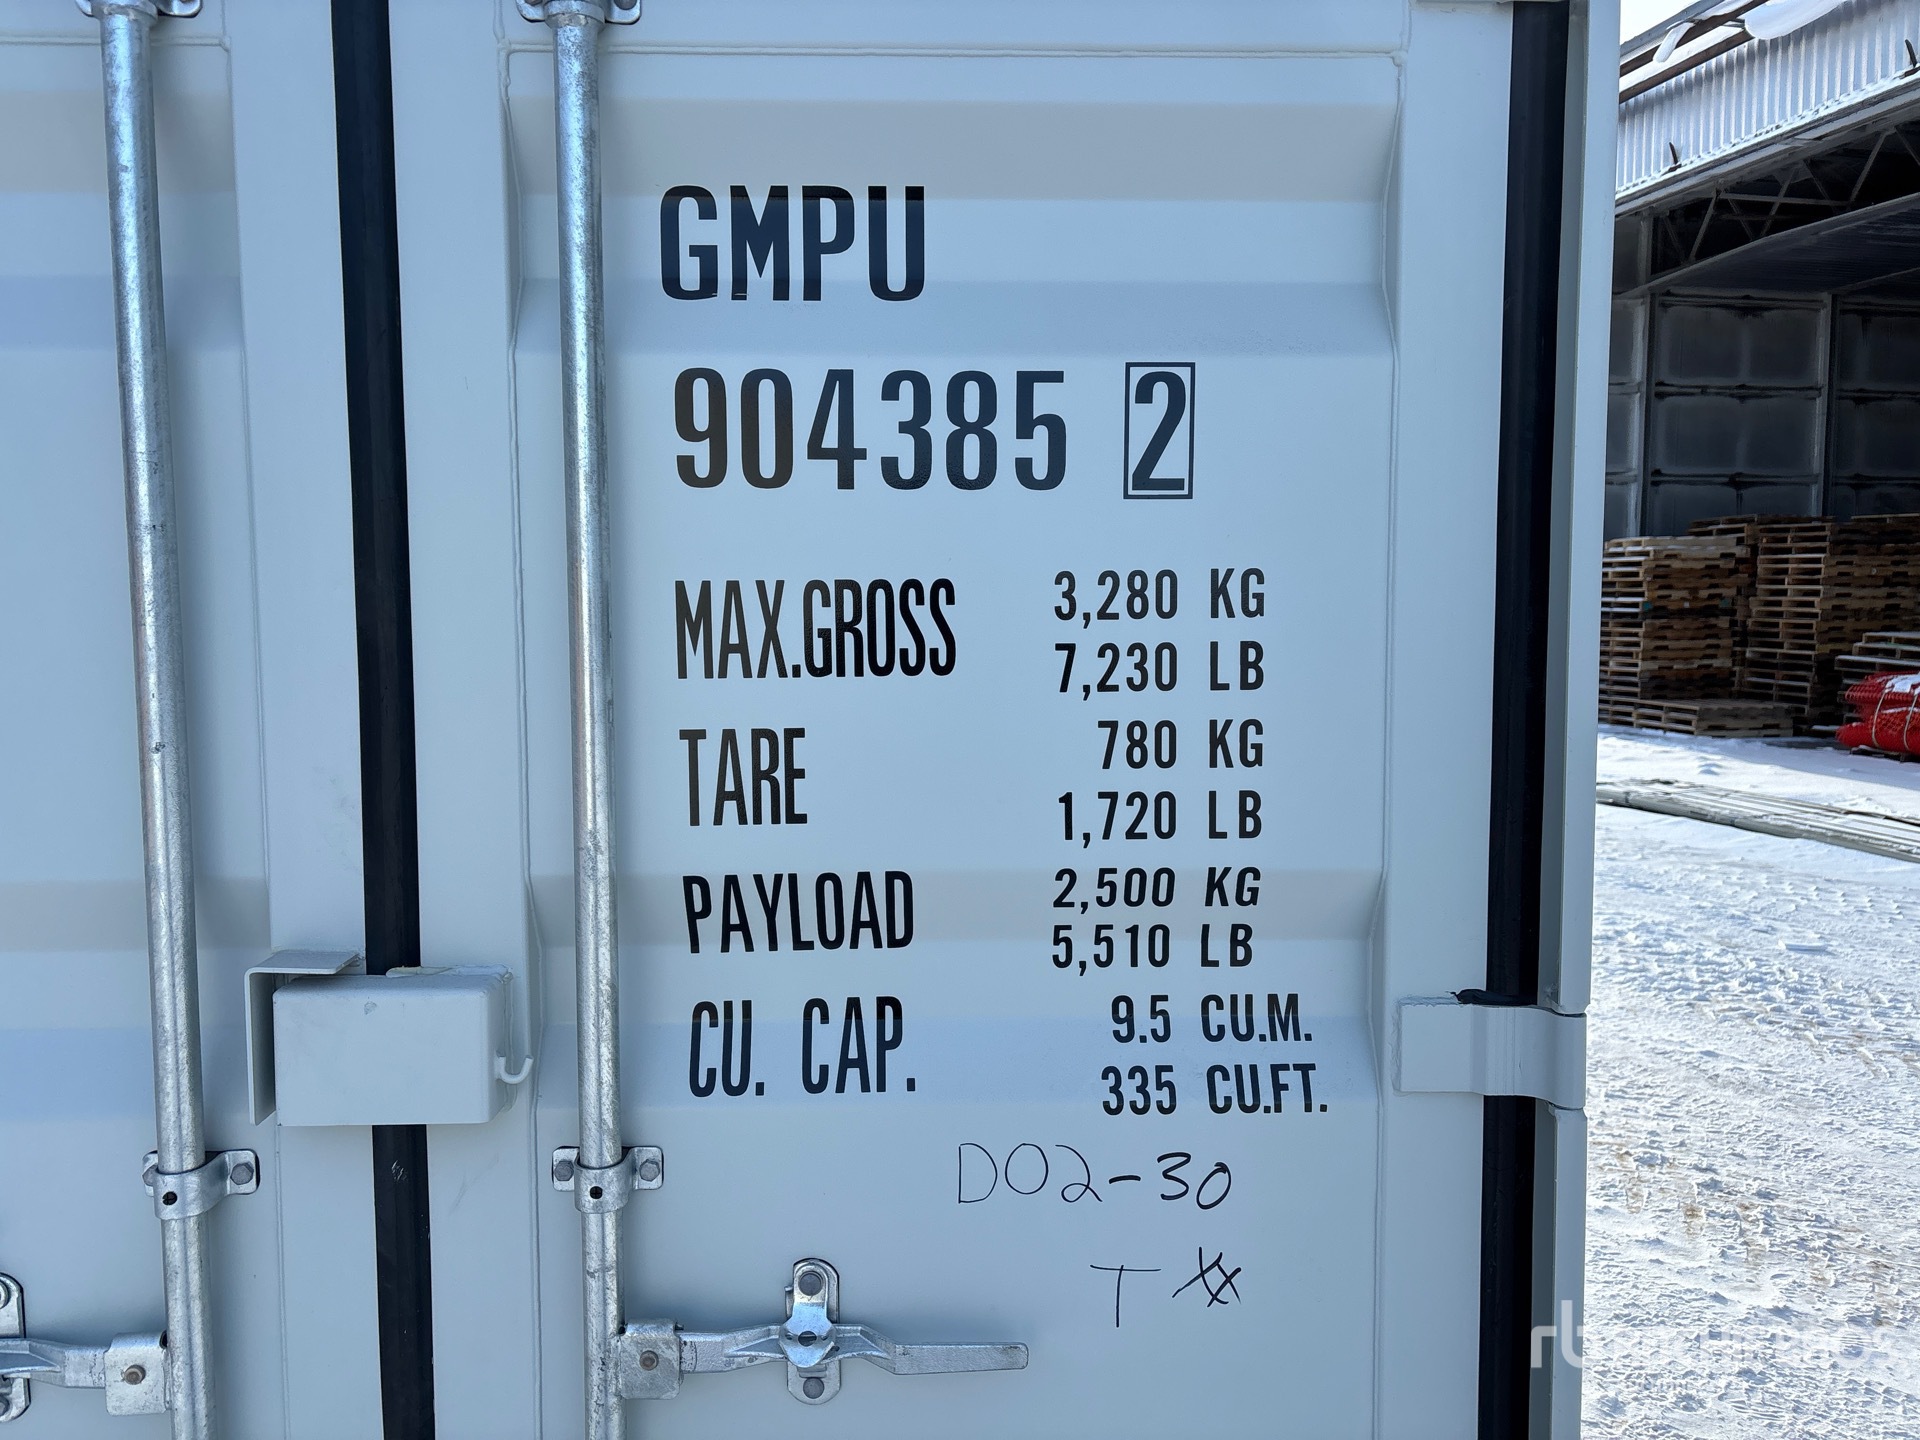 GMPU
904385 2
MAX.GROSS 3,280 KG
7,230 LB
TARE 780 KG
1,720 LB
PAYLOAD 2,500 KG
5,510 LB
CU. CAP. 9.5 CU.M.
335 CU.FT.
DO2-30
T